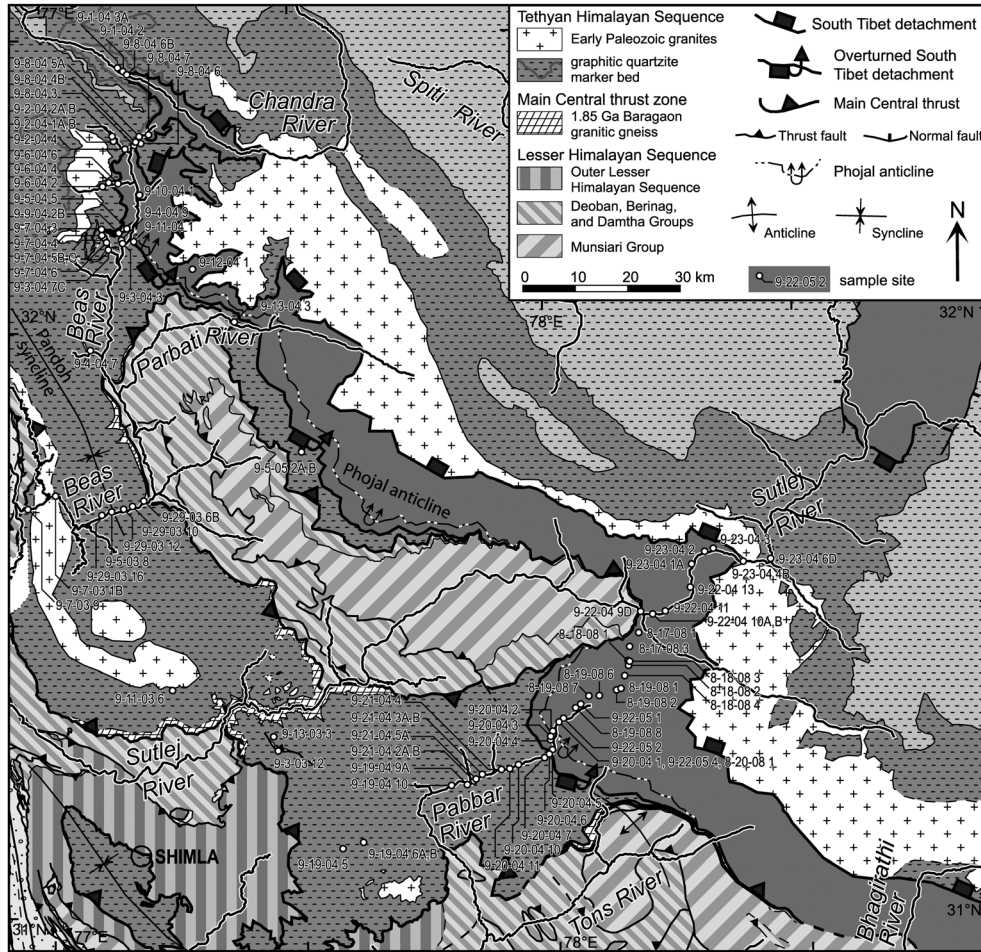 77°E
9-1-04 3A
9-1-04 2
9-8-04 6B
9-8-04 7
9-8-04 6
9-8-04 5A
9-8-04 4B
9-8-04 3
9-2-04 2A,B
9-2-04 1A,B
9-2-04 4
9-6-04 6
9-6-04 4
9-6-04 2
9-5-04 5
9-9-04 2B
9-7-04 3
9-7-04 4
9-7-04 5B-C
9-7-04 6
9-3-04 7C
9-10-04 1
9-4-04 3
9-11-04 1
9-12-04 1
9-3-04 3
9-13-04 3
Chandra
River
Spiti
River
Tethyan Himalayan Sequence
Early Paleozoic granites
graphitic quartzite
marker bed
Main Central thrust zone
1.85 Ga Baragaon
granitic gneiss
Lesser Himalayan Sequence
Outer Lesser
Himalayan Sequence
Deoban, Berinag,
and Damtha Groups
Munsiari Group
0 10 20 30 km
South Tibet detachment
Overturned South
Tibet detachment
Main Central thrust
Thrust fault
Normal fault
Phojal anticline
Anticline
Syncline
N
9-22-05 2
sample site
32°N
78°E
32°N
Beas
River
Parbati
River
Pandoh
syncline
9-4-04 7
9-5-05 2A,B
Phojal anticline
Beas
River
9-29-03 6B
9-29-03 10
9-29-03 12
9-5-03 8
9-29-03 16
9-7-03 1B
9-7-03 9
Sutlej
River
9-23-04 3
9-23-04 2
9-23-04 1A
9-23-04 6D
9-23-04 4B
9-22-04 13
9-22-04 11
9-22-04 9D
9-22-04 10A,B
8-18-08 1
8-17-08 1
8-17-08 3
8-18-08 3
8-18-08 2
8-18-08 4
8-19-08 6
8-19-08 7
8-19-08 1
8-19-08 2
9-22-05 1
8-19-08 8
9-22-05 2
9-20-04 1, 9-22-05 4, 8-20-08 1
9-11-03 6
9-21-04 4
9-21-04 3A,B
9-21-04 5A
9-21-04 2A,B
9-19-04 9A
9-19-04 10
9-20-04 2
9-20-04 3
9-20-04 4
9-13-03 3
9-3-03 12
Sutlej
River
Pabbar
River
9-20-04 5
9-20-04 6
9-20-04 7
9-20-04 10
9-20-04 11
SHIMLA
9-19-04 5
9-19-04 6A,B
Tons River
Bhagirathi
River
31°N
77°E
78°E
31°N